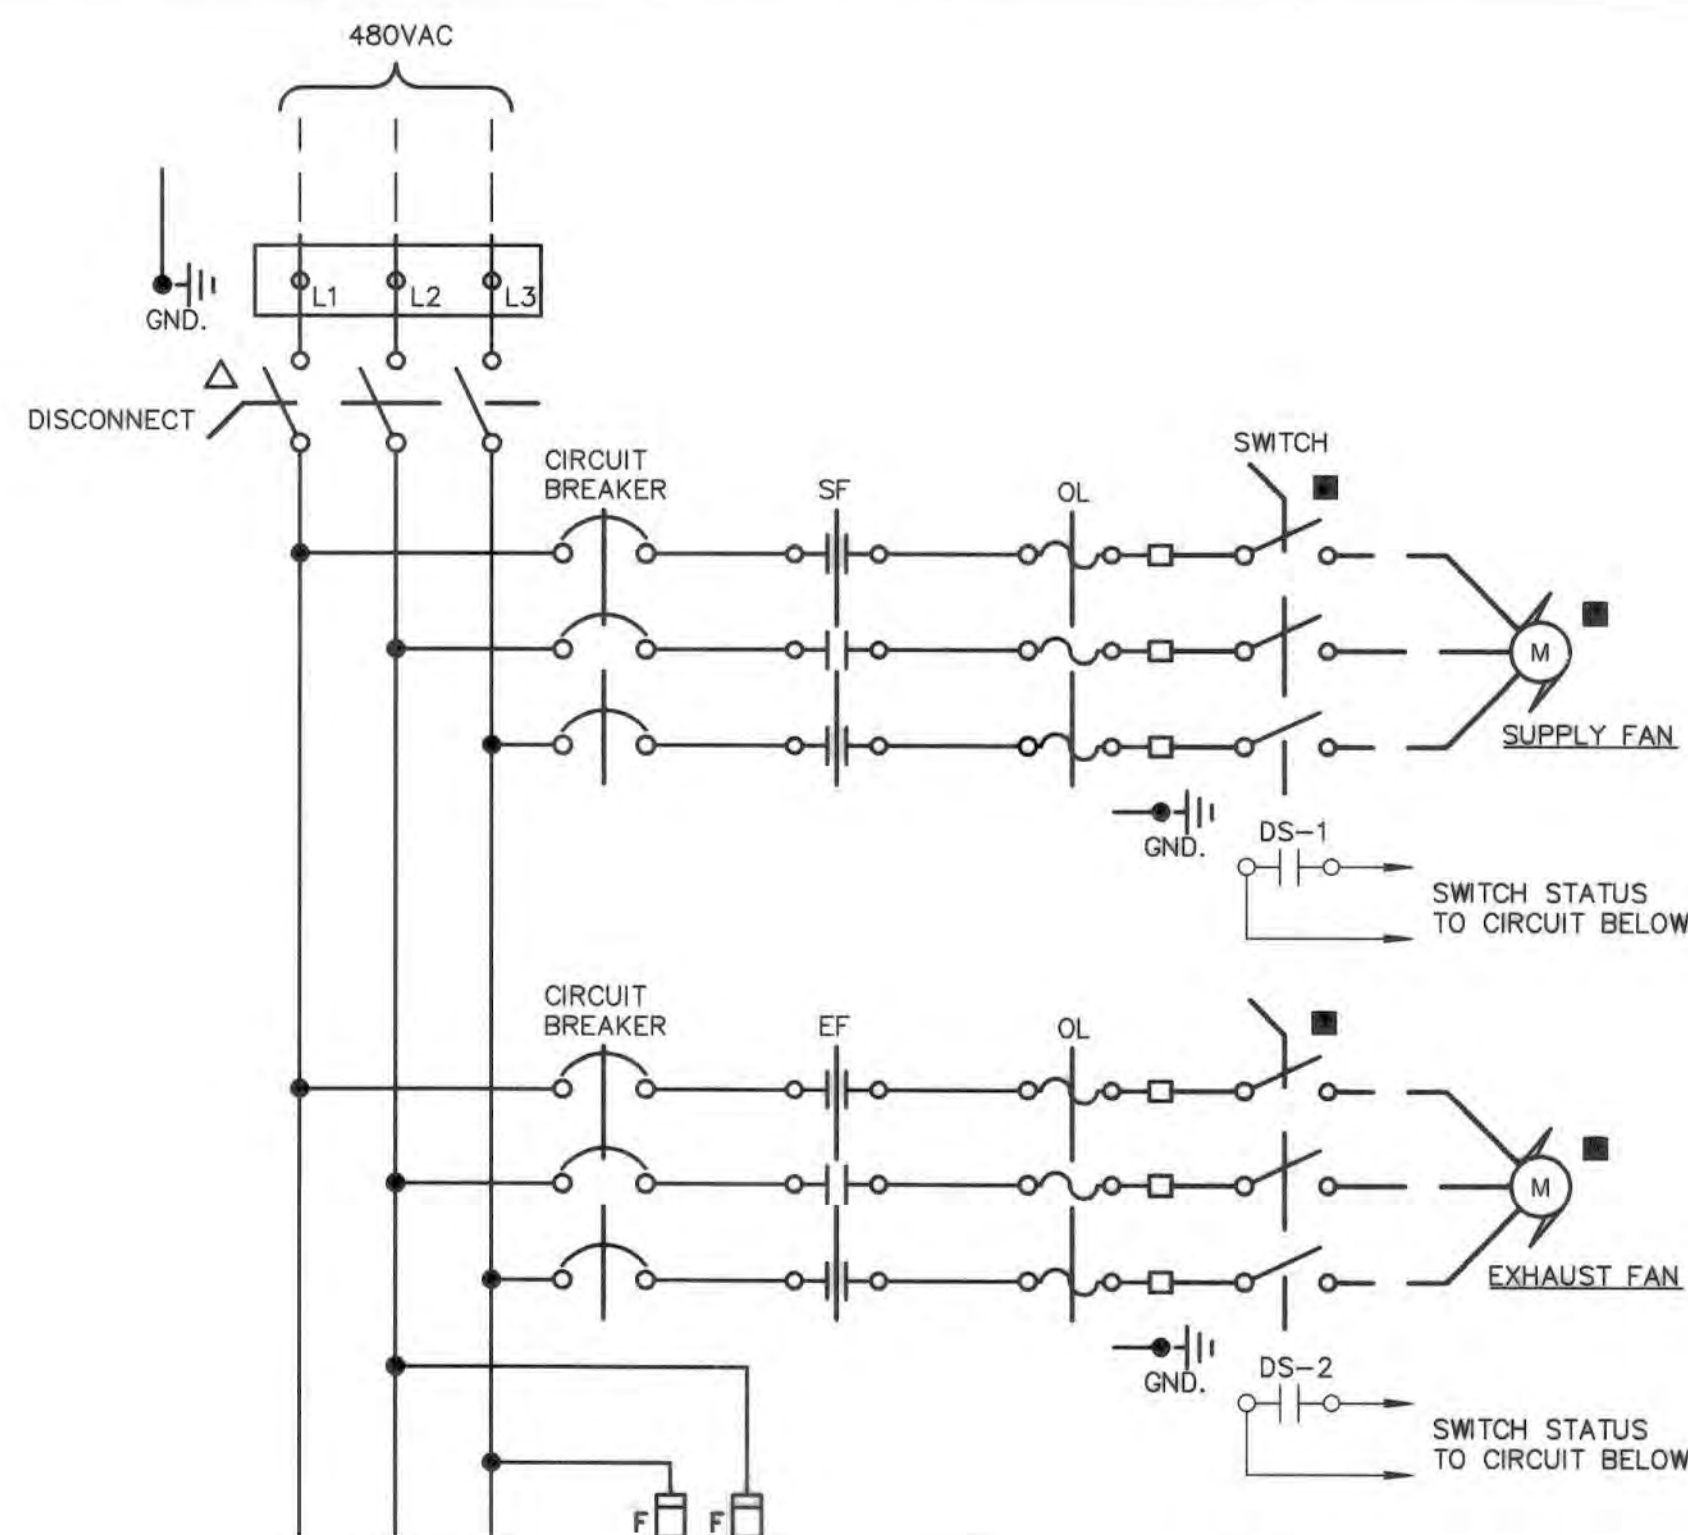 480VAC
L1
L2
L3
GND.
DISCONNECT
CIRCUIT
BREAKER
SF
OL
SWITCH
M
SUPPLY FAN
GND.
DS-1
SWITCH STATUS
TO CIRCUIT BELOW
CIRCUIT
BREAKER
EF
OL
M
EXHAUST FAN
GND.
DS-2
SWITCH STATUS
TO CIRCUIT BELOW
F
F